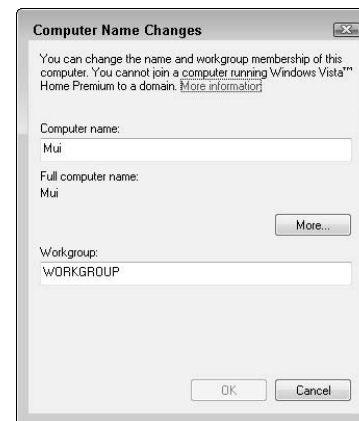 Computer Name Changes
You can change the name and workgroup membership of this
computer. You cannot join a computer running Windows Vista™
Home Premium to a domain. More information
Computer name:
Mui
Full computer name:
Mui
More...
Workgroup:
WORKGROUP
OK
Cancel